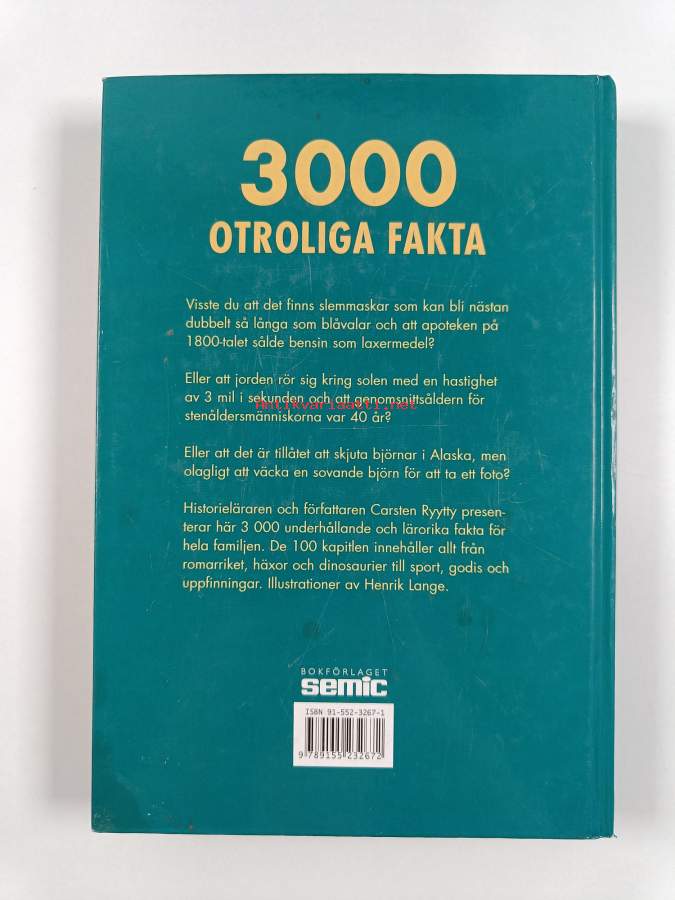 3000
OTROLIGA FAKTA
Visste du att det finns slemmaskar som kan bli nästan
dubbelt så långa som blåvalar och att apoteken på
1800-talet sålde bensin som laxermedel?
Eller att jorden rör sig kring solen med en hastighet
av 3 mil i sekunden och att genomsnittsåldern för
Antikvariaatti.net
stenåldersmänniskorna var 40 år?
Eller att det är tillåtet att skjuta björnar i Alaska, men
olagligt att väcka en sovande björn för att ta ett foto?
Historieläraren och författaren Carsten Ryytty presen-
terar här 3 000 underhållande och lärorika fakta för
hela familjen. De 100 kapitlen innehåller allt från
romarriket, häxor och dinosaurier till sport, godis och
uppfinningar. Illustrationer av Henrik Lange.
BOKFÖRLAGET
semic
ISBN 91-552-3267-1
9 789155 232672